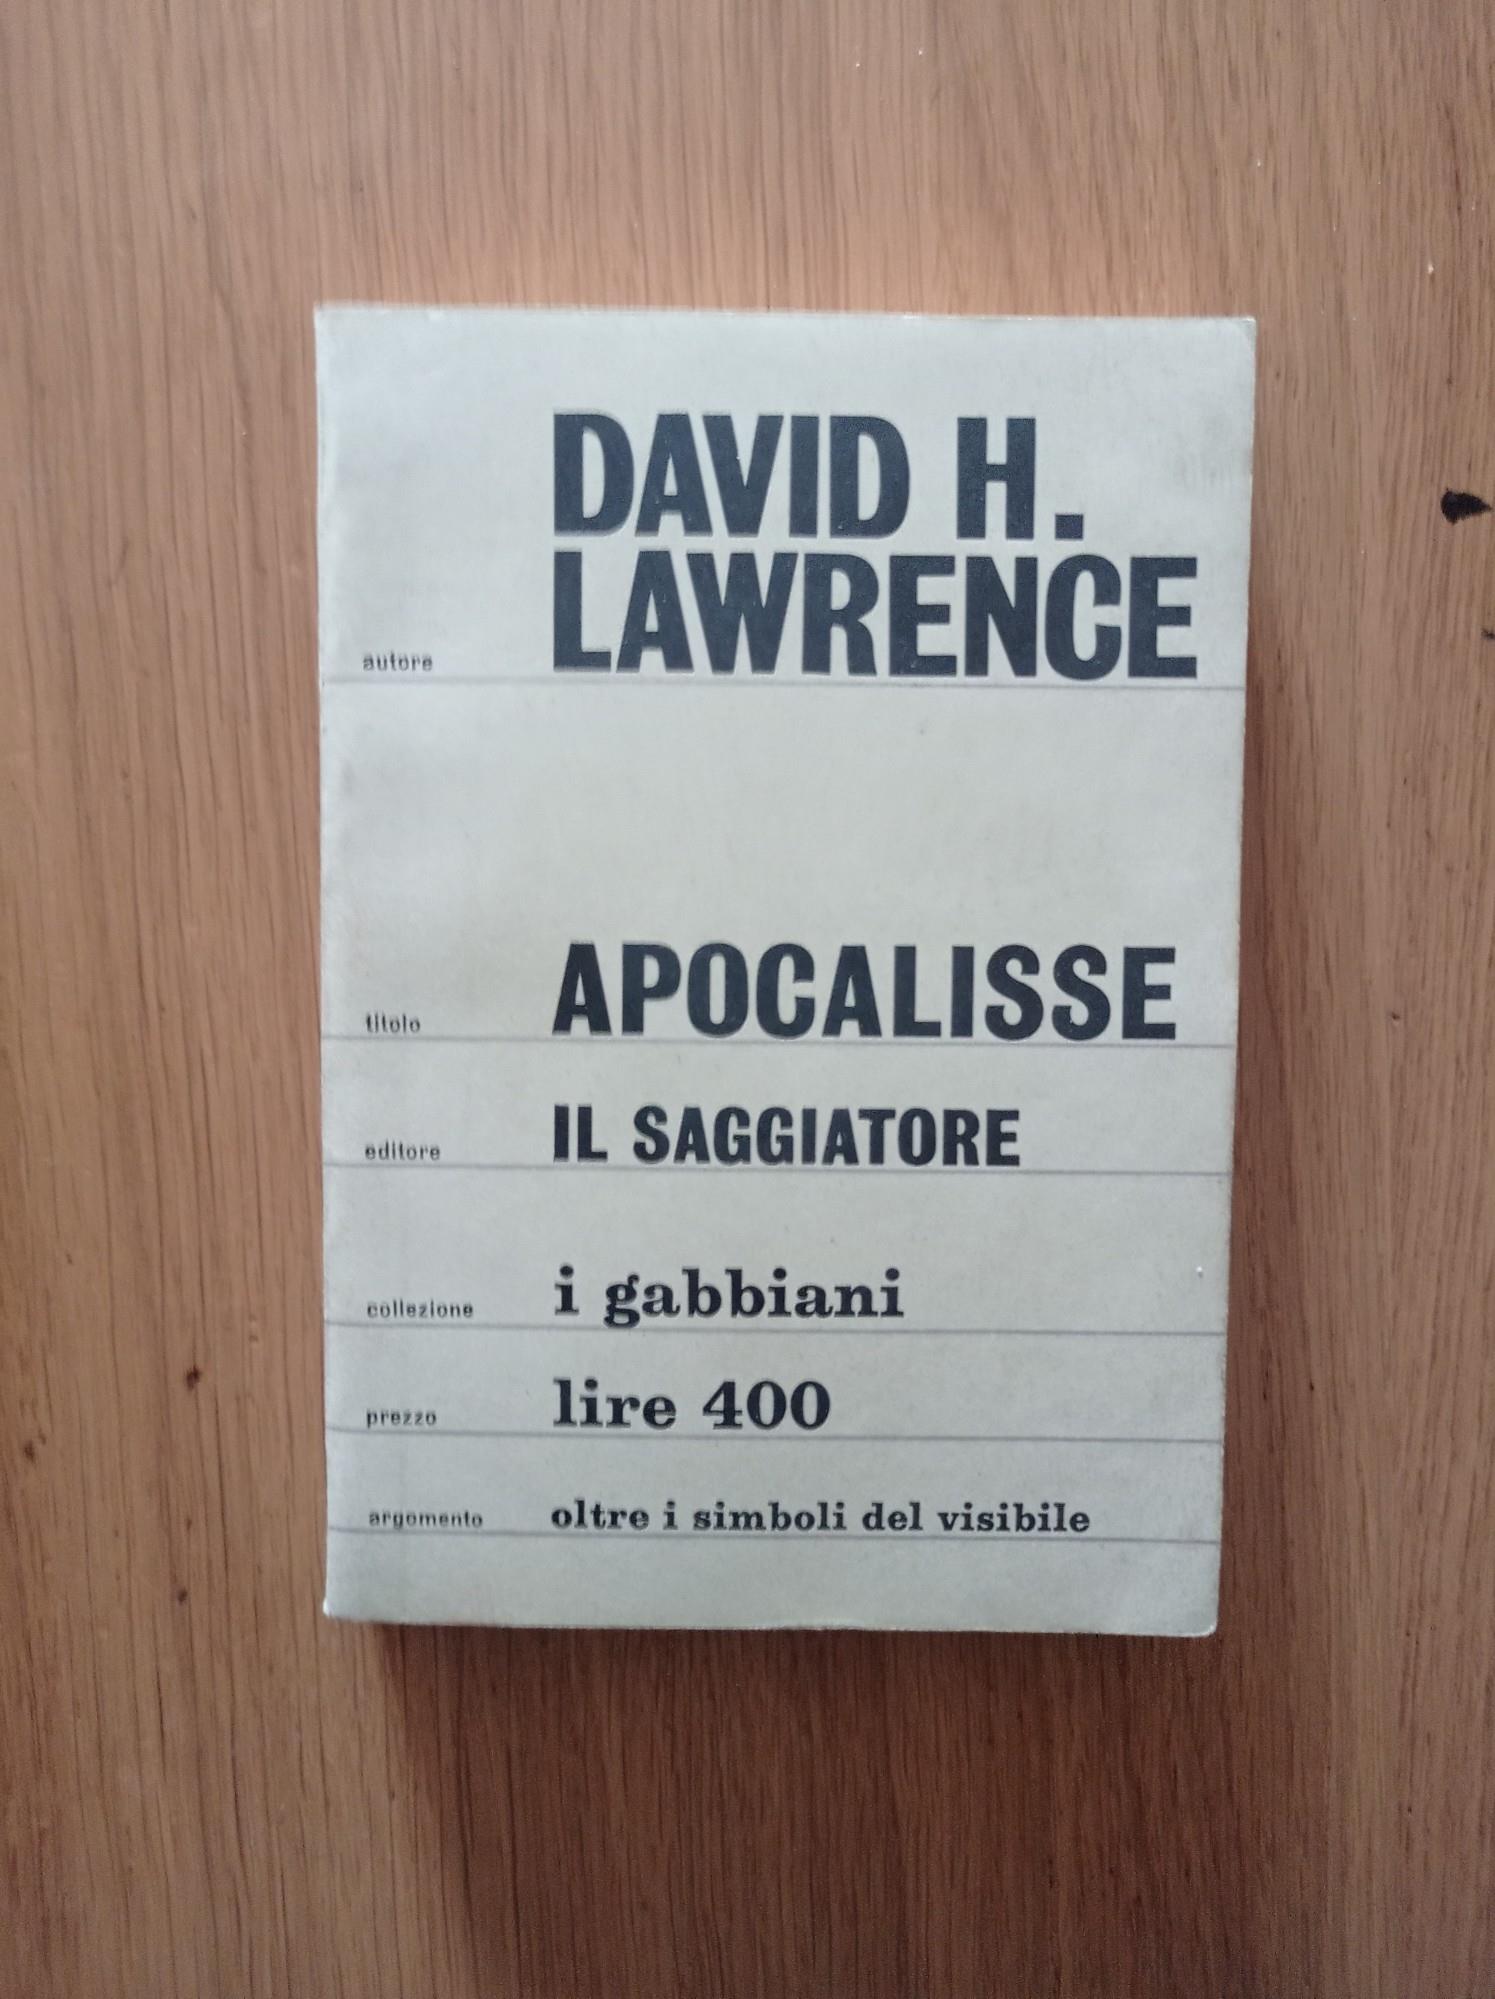 DAVID H.
autore LAWRENCE
titolo APOCALISSE
editore IL SAGGIATORE
collezione i gabbiani
prezzo lire 400
argomento oltre i simboli del visibile